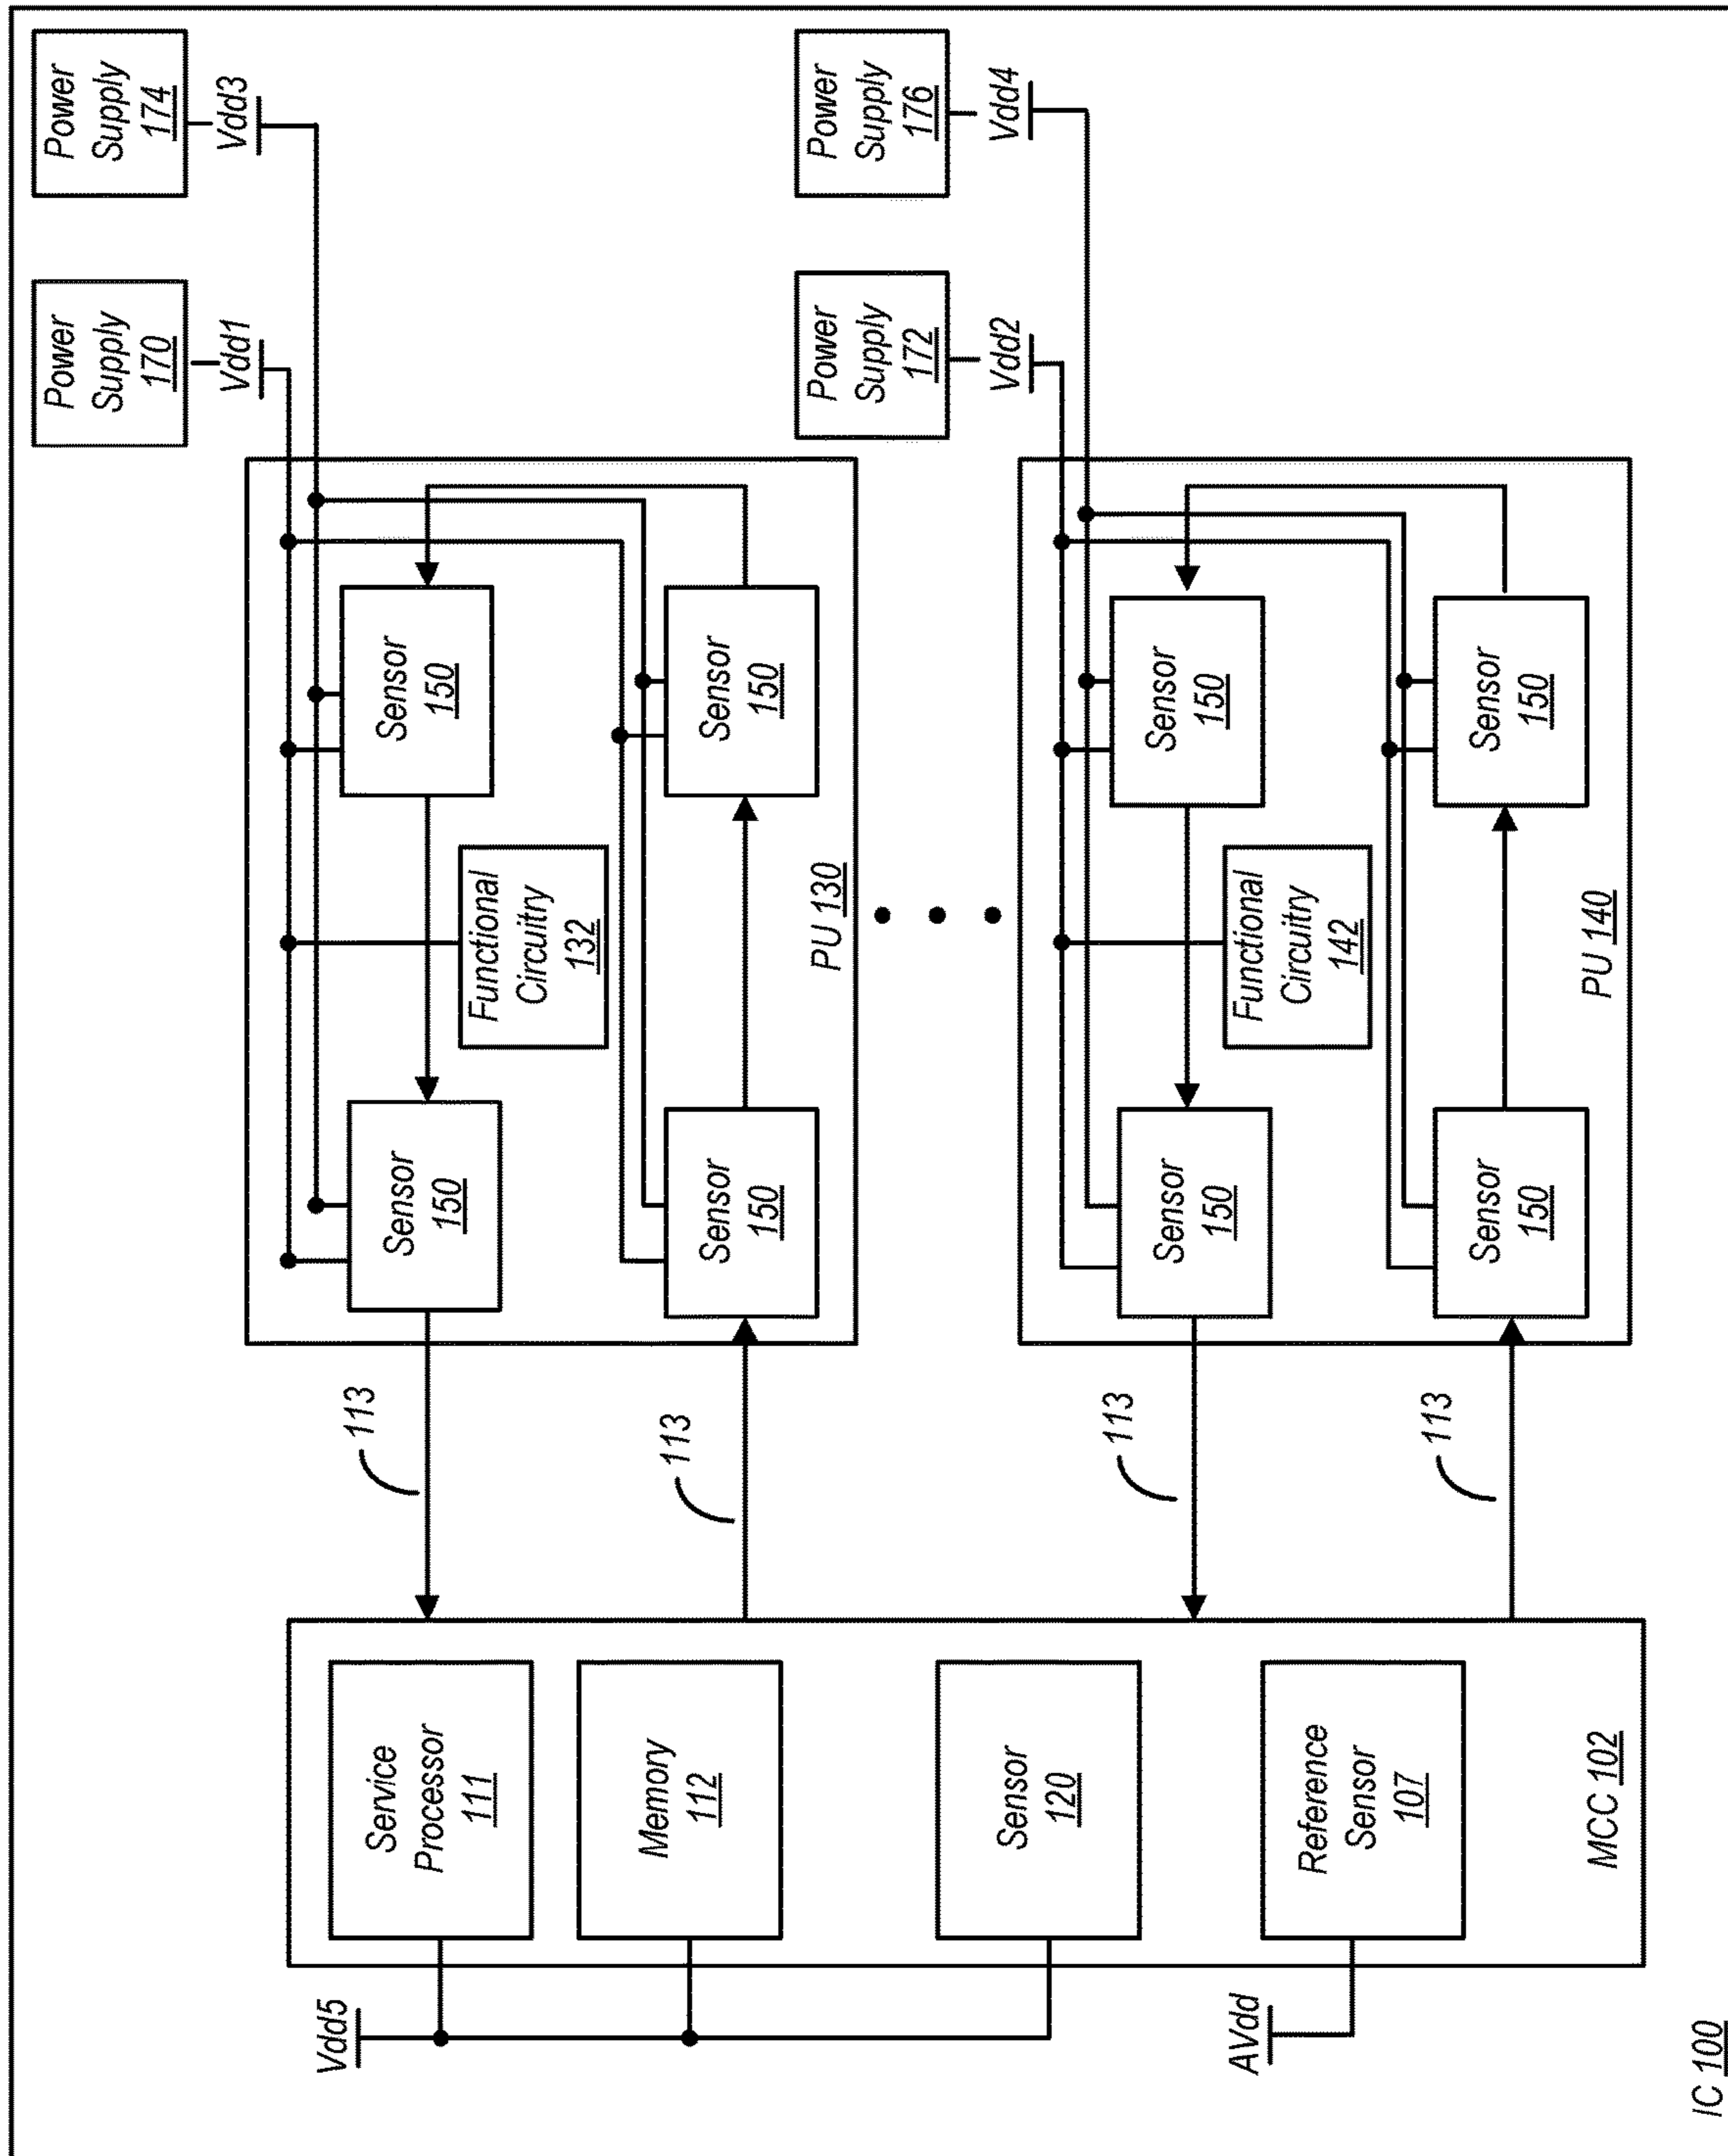 Power
Supply
170
Power
Supply
174
Vdd1
Vdd3
Vdd5
Service
Processor
111
Memory
112
Sensor
120
Reference
Sensor
107
AVdd
MCC 102
113
113
113
113
Sensor
150
Sensor
150
Functional
Circuitry
132
Sensor
150
Sensor
150
PU 130
Power
Supply
172
Power
Supply
176
Vdd2
Vdd4
Sensor
150
Sensor
150
Functional
Circuitry
142
Sensor
150
Sensor
150
PU 140
IC 100